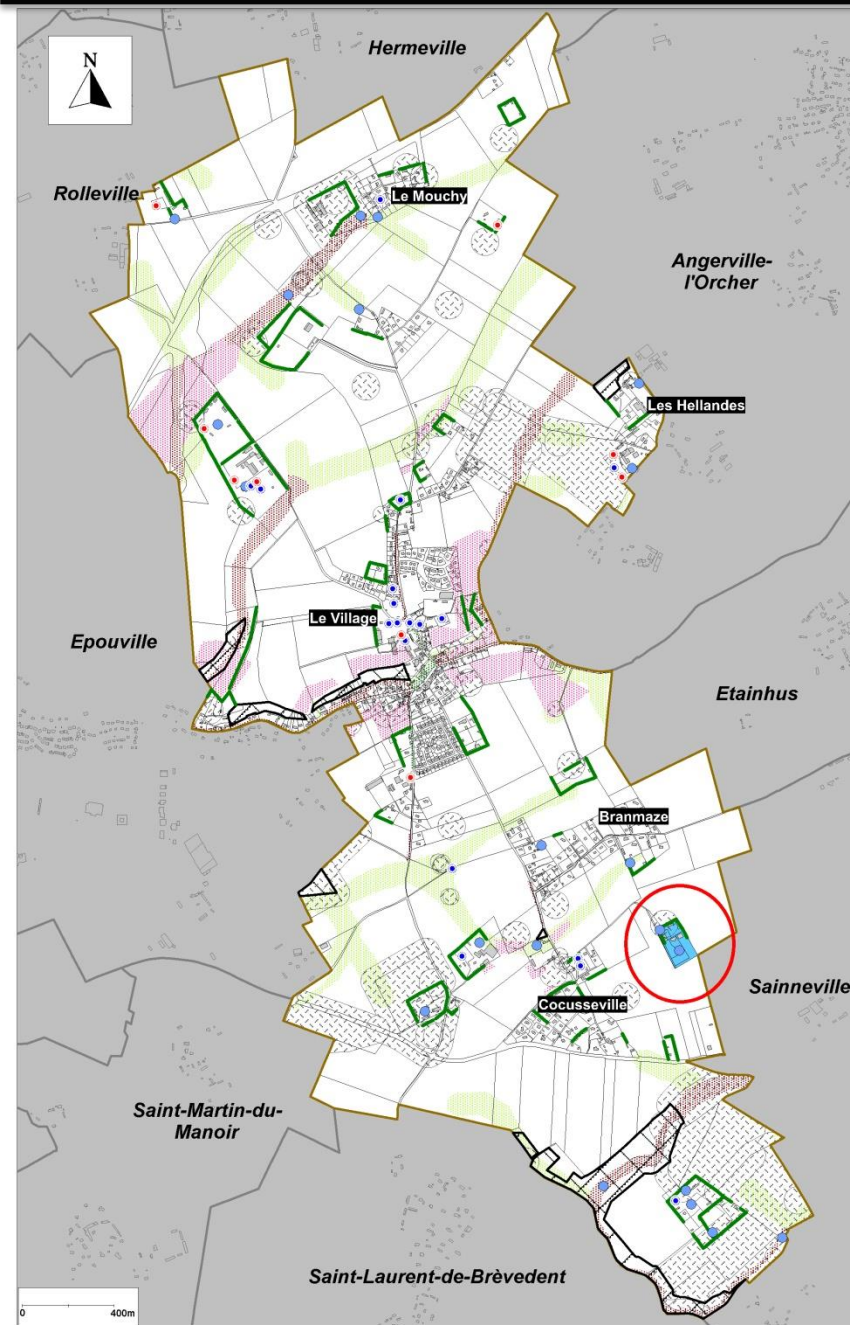 Hermeville
N
Rolleville
Le Mouchy
Angerville-
l'Orcher
Les Hellandes
Le Village
Epouville
Etainhus
Branmaze
Sainneville
Cocusseville
Saint-Martin-du-
Manoir
Saint-Laurent-de-Brèvedent
0 400m